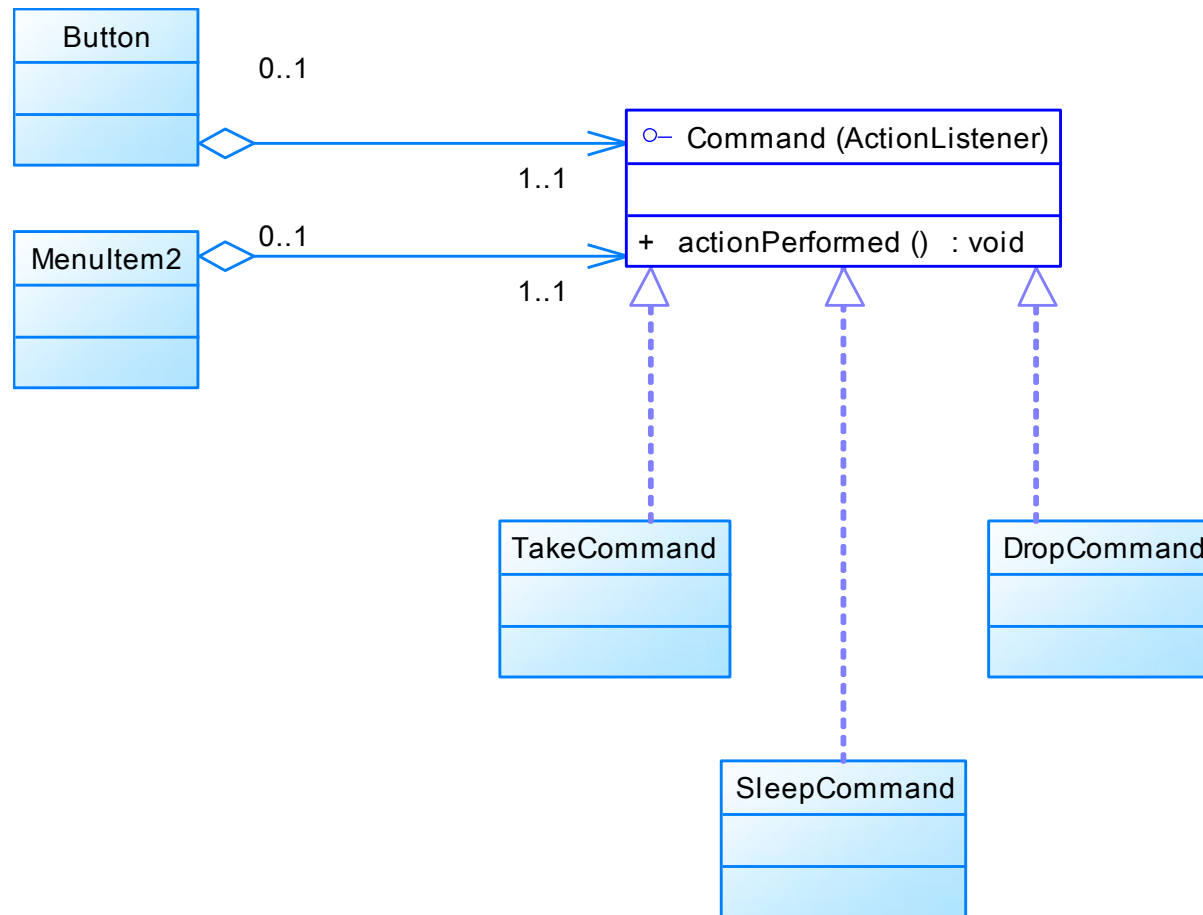 Button
0..1
Command (ActionListener)
1..1
+ actionPerformed () : void
0..1
MenuItem2
1..1
TakeCommand
DropCommand
SleepCommand